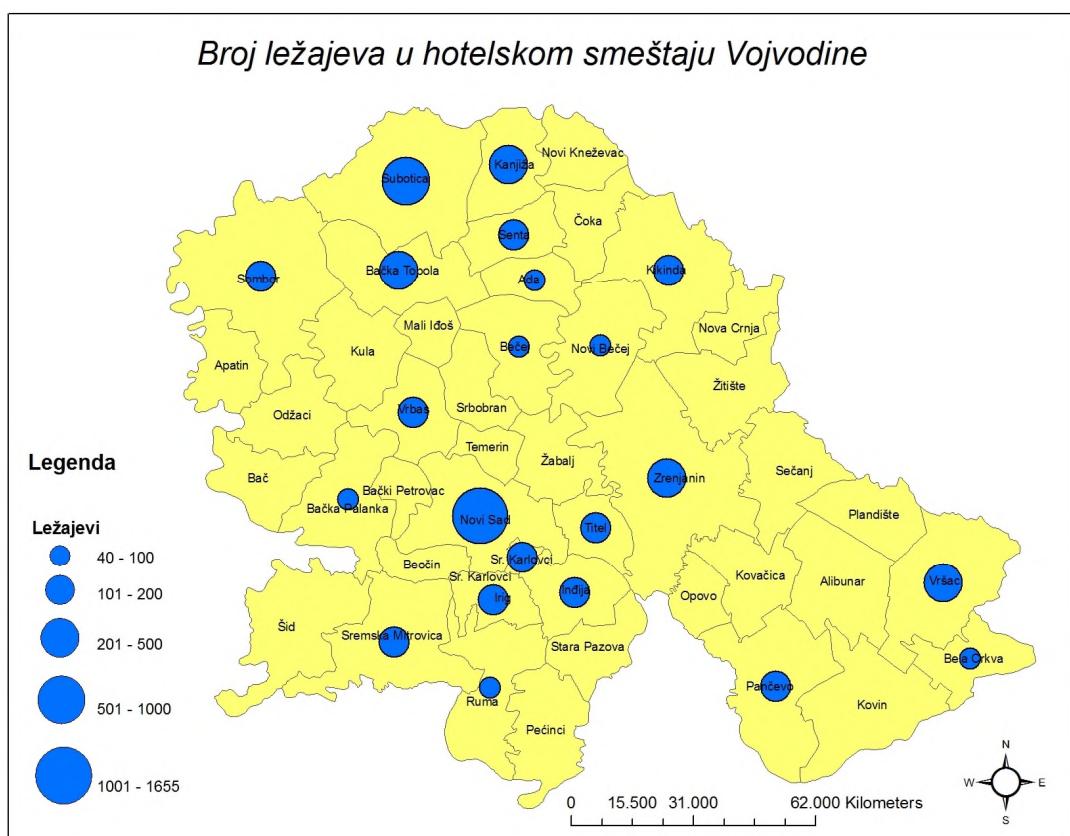 Broj ležajeva u hotelskom smeštaju Vojvodine
Novi Kneževac
Kanjiža
Subotica
Čoka
Senta
Kikinda
Bačka Topola
Sombor
Ada
Mali Iđoš
Nova Crnja
Bečej
Novi Bečej
Kula
Apatin
Žitište
Odžaci
Vrbas
Srbobran
Temerin
Žabalj
Sečanj
Bač
Zrenjanin
Bački Petrovac
Bačka Palanka
Novi Sad
Titel
Plandište
Sr. Karlovci
Beočin
Sr. Karlovci
Kovačica
Alibunar
Vršac
Opovo
Inđija
Irig
Šid
Sremska Mitrovica
Stara Pazova
Bela Crkva
Pančevo
Ruma
Kovin
Pećinci
Legenda
Ležajevi
40 - 100
101 - 200
201 - 500
501 - 1000
1001 - 1655
N
W
E
S
0 15.500 31.000 62.000 Kilometers